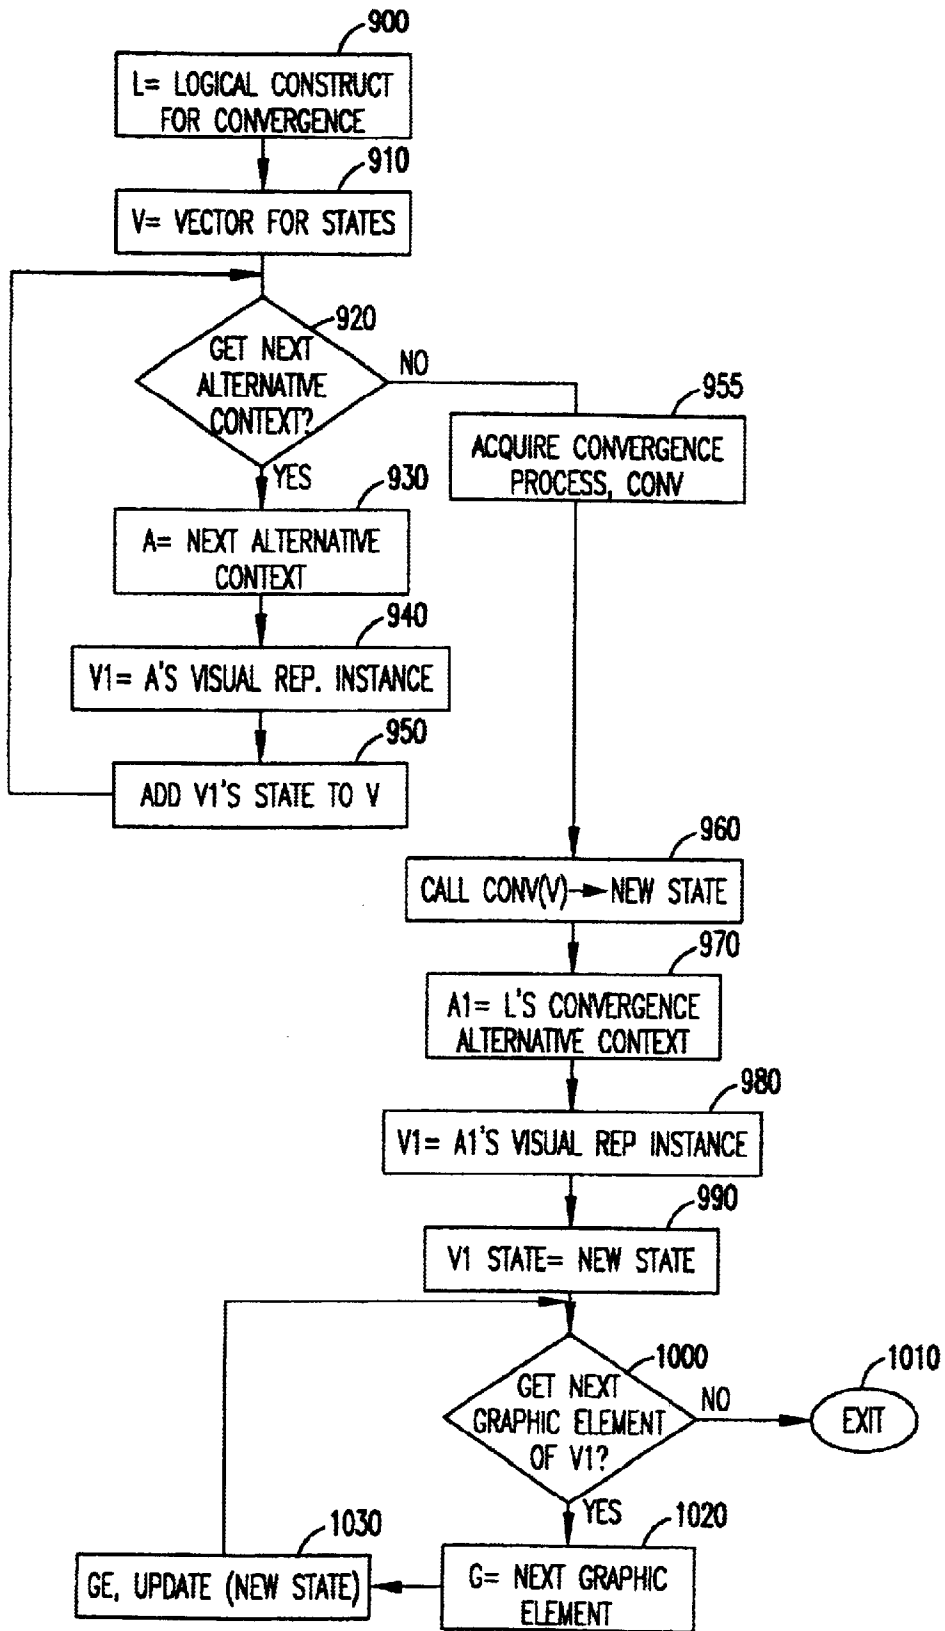 900
L= LOGICAL CONSTRUCT
FOR CONVERGENCE
910
V= VECTOR FOR STATES
920
GET NEXT
ALTERNATIVE
CONTEXT?
NO
YES
955
ACQUIRE CONVERGENCE
PROCESS, CONV
930
A= NEXT ALTERNATIVE
CONTEXT
940
V1= A'S VISUAL REP. INSTANCE
950
ADD V1'S STATE TO V
960
CALL CONV(V)→NEW STATE
970
A1= L'S CONVERGENCE
ALTERNATIVE CONTEXT
980
V1= A1'S VISUAL REP INSTANCE
990
V1 STATE= NEW STATE
1000
GET NEXT
GRAPHIC ELEMENT
OF V1?
NO
1010
EXIT
YES
1020
G= NEXT GRAPHIC
ELEMENT
1030
GE, UPDATE (NEW STATE)